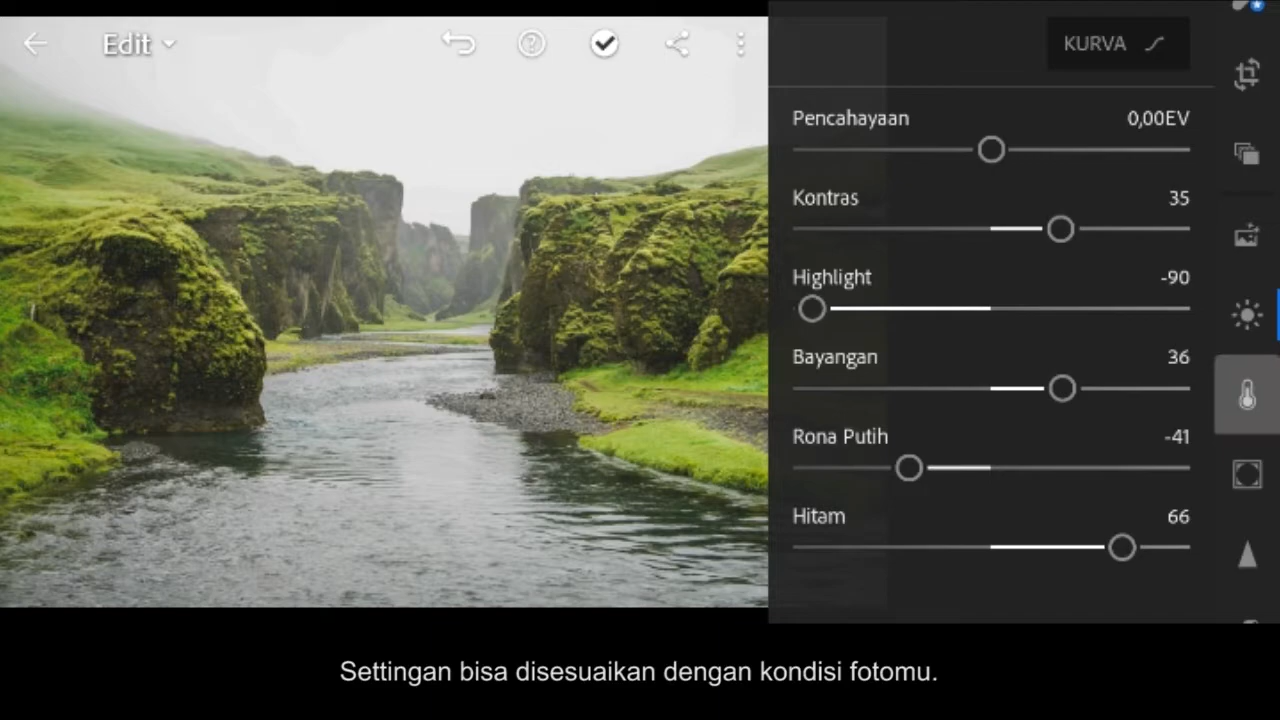 Edit
KURVA
Pencahayaan 0,00EV
Kontras 35
Highlight -90
Bayangan 36
Rona Putih -41
Hitam 66
Settingan bisa disesuaikan dengan kondisi fotomu.